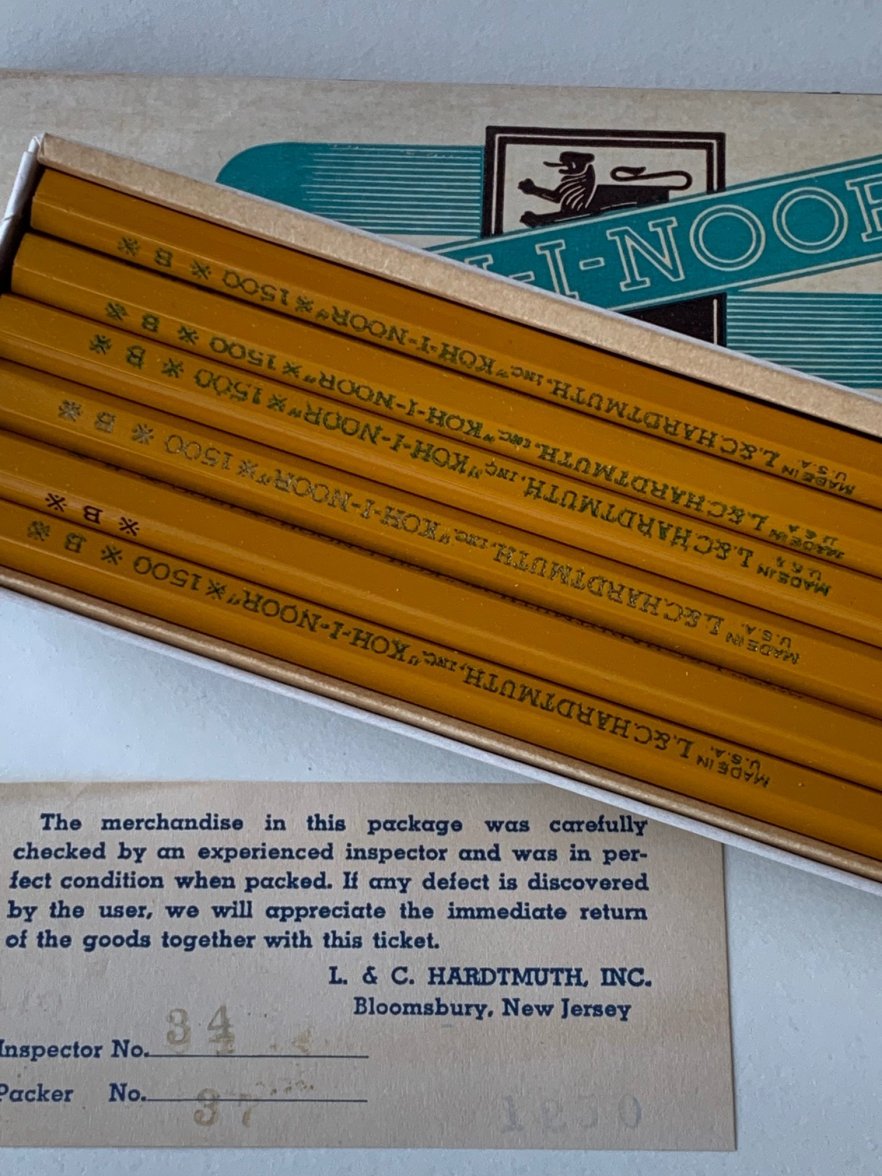 -I-NOOR
MADE IN U.S.A. L.&C.HARDTMUTH, INC. "KOH-I-NOOR" ※ 1500 ※ B ※
MADE IN U.S.A. L.&C.HARDTMUTH, INC. "KOH-I-NOOR" ※ 1500 ※ B ※
MADE IN U.S.A. L.&C.HARDTMUTH, INC. "KOH-I-NOOR" ※ 1500 ※ B ※
MADE IN U.S.A. L.&C.HARDTMUTH, INC. "KOH-I-NOOR" ※ 1500 ※ B ※
※ B ※
MADE IN U.S.A. L.&C.HARDTMUTH, INC. "KOH-I-NOOR" ※ 1500 ※ B ※
The merchandise in this package was carefully
checked by an experienced inspector and was in per-
fect condition when packed. If any defect is discovered
by the user, we will appreciate the immediate return
of the goods together with this ticket.
L. & C. HARDTMUTH, INC.
Bloomsbury, New Jersey
Inspector No. 34
Packer No. 37